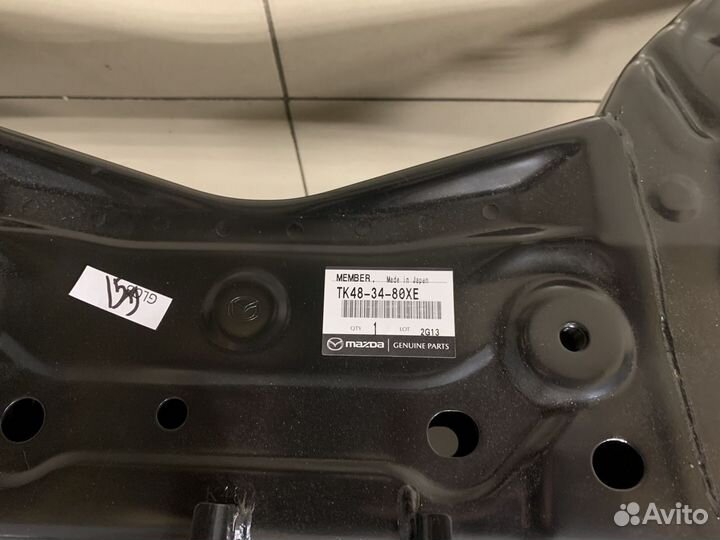 MEMBER, Made in Japan
TK48-34-80XE
QTY 1 LOT 2G13
mazda GENUINE PARTS
Avito